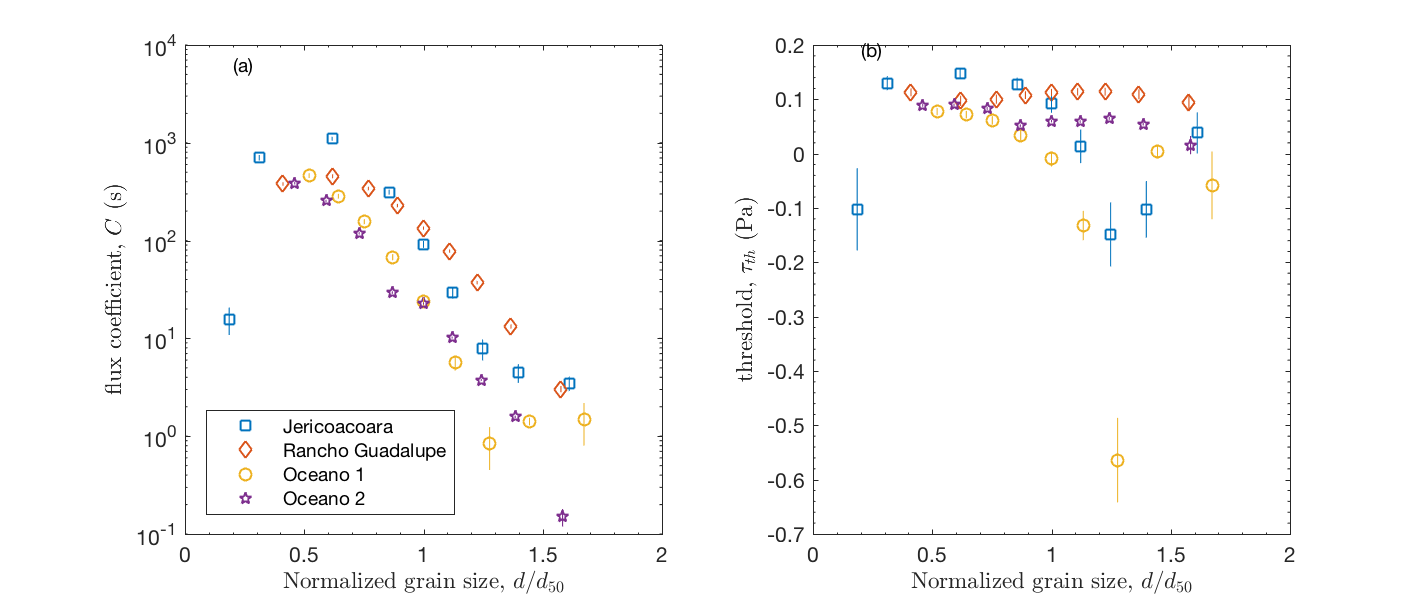 (a)
10^4
10^3
10^2
10^1
10^0
10^-1
flux coefficient, C (s)
Jericoacoara
Rancho Guadalupe
Oceano 1
Oceano 2
0 0.5 1 1.5 2
Normalized grain size, d/d_50
(b)
0.2
0.1
0
-0.1
-0.2
-0.3
-0.4
-0.5
-0.6
-0.7
threshold, τ_th (Pa)
0 0.5 1 1.5 2
Normalized grain size, d/d_50